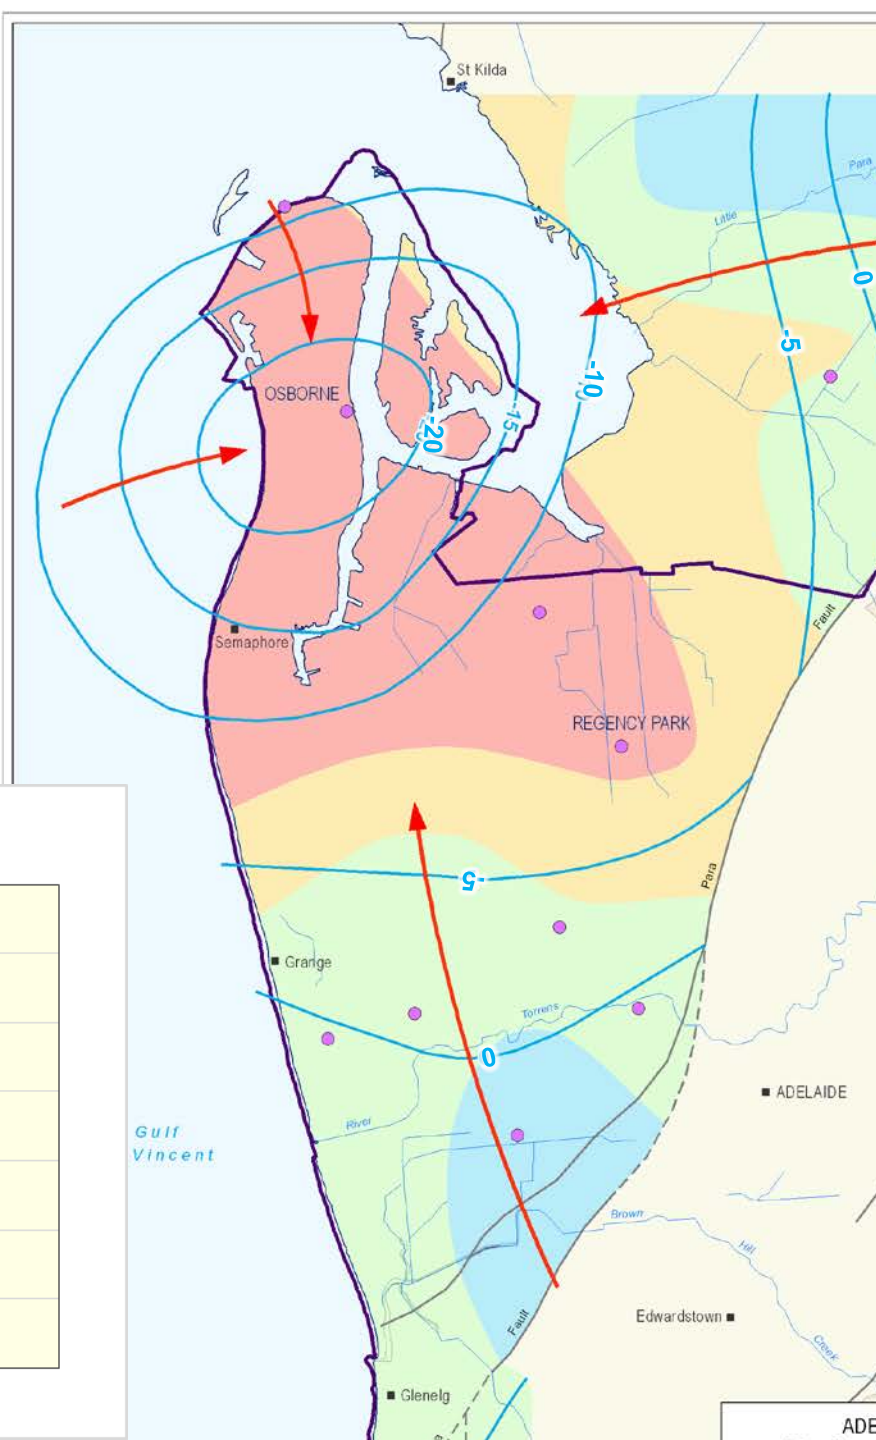 St Kilda
Para
Little
0
-5
-10
OSBORNE
-15
-20
Fault
Semaphore
REGENCY PARK
Para
-5
Grange
Torrens
0
ADELAIDE
River
Gulf
Vincent
Brown
Hill
Edwardstown
Fault
Creek
Glenelg
ADE